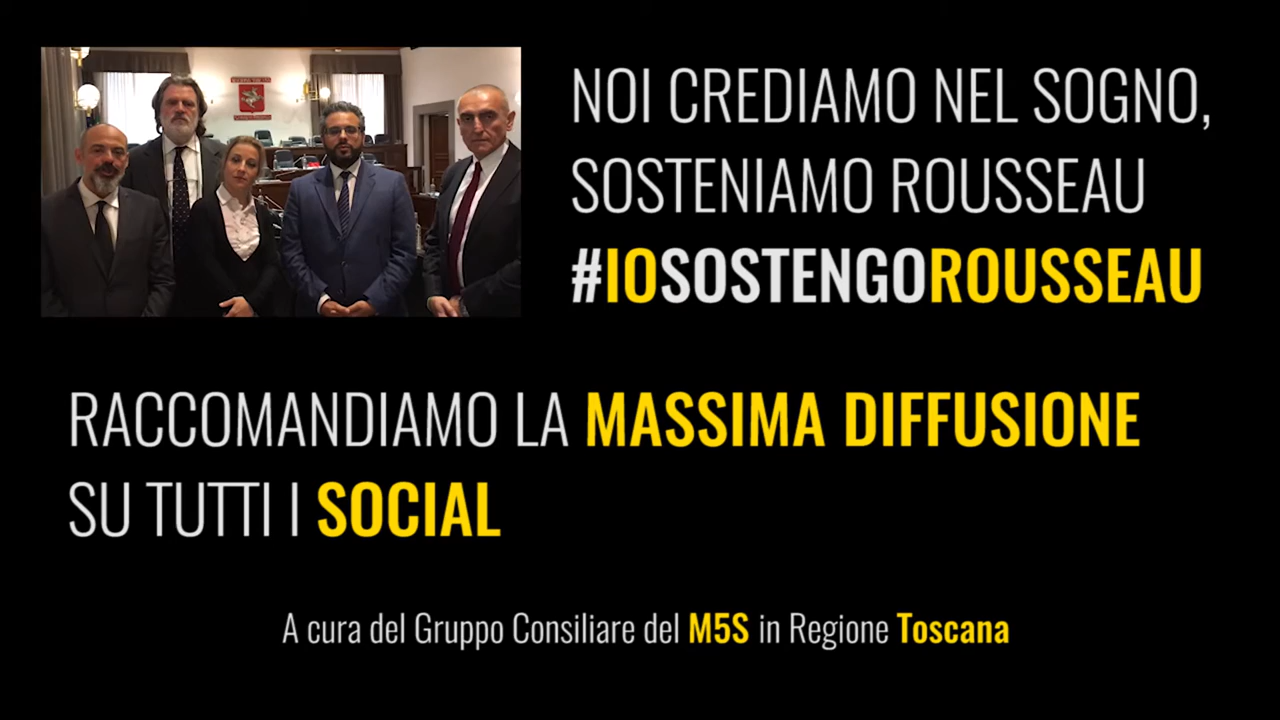 NOI CREDIAMO NEL SOGNO,
SOSTENIAMO ROUSSEAU
#IOSOSTENGOROUSSEAU
RACCOMANDIAMO LA MASSIMA DIFFUSIONE
SU TUTTI I SOCIAL
A cura del Gruppo Consiliare del M5S in Regione Toscana